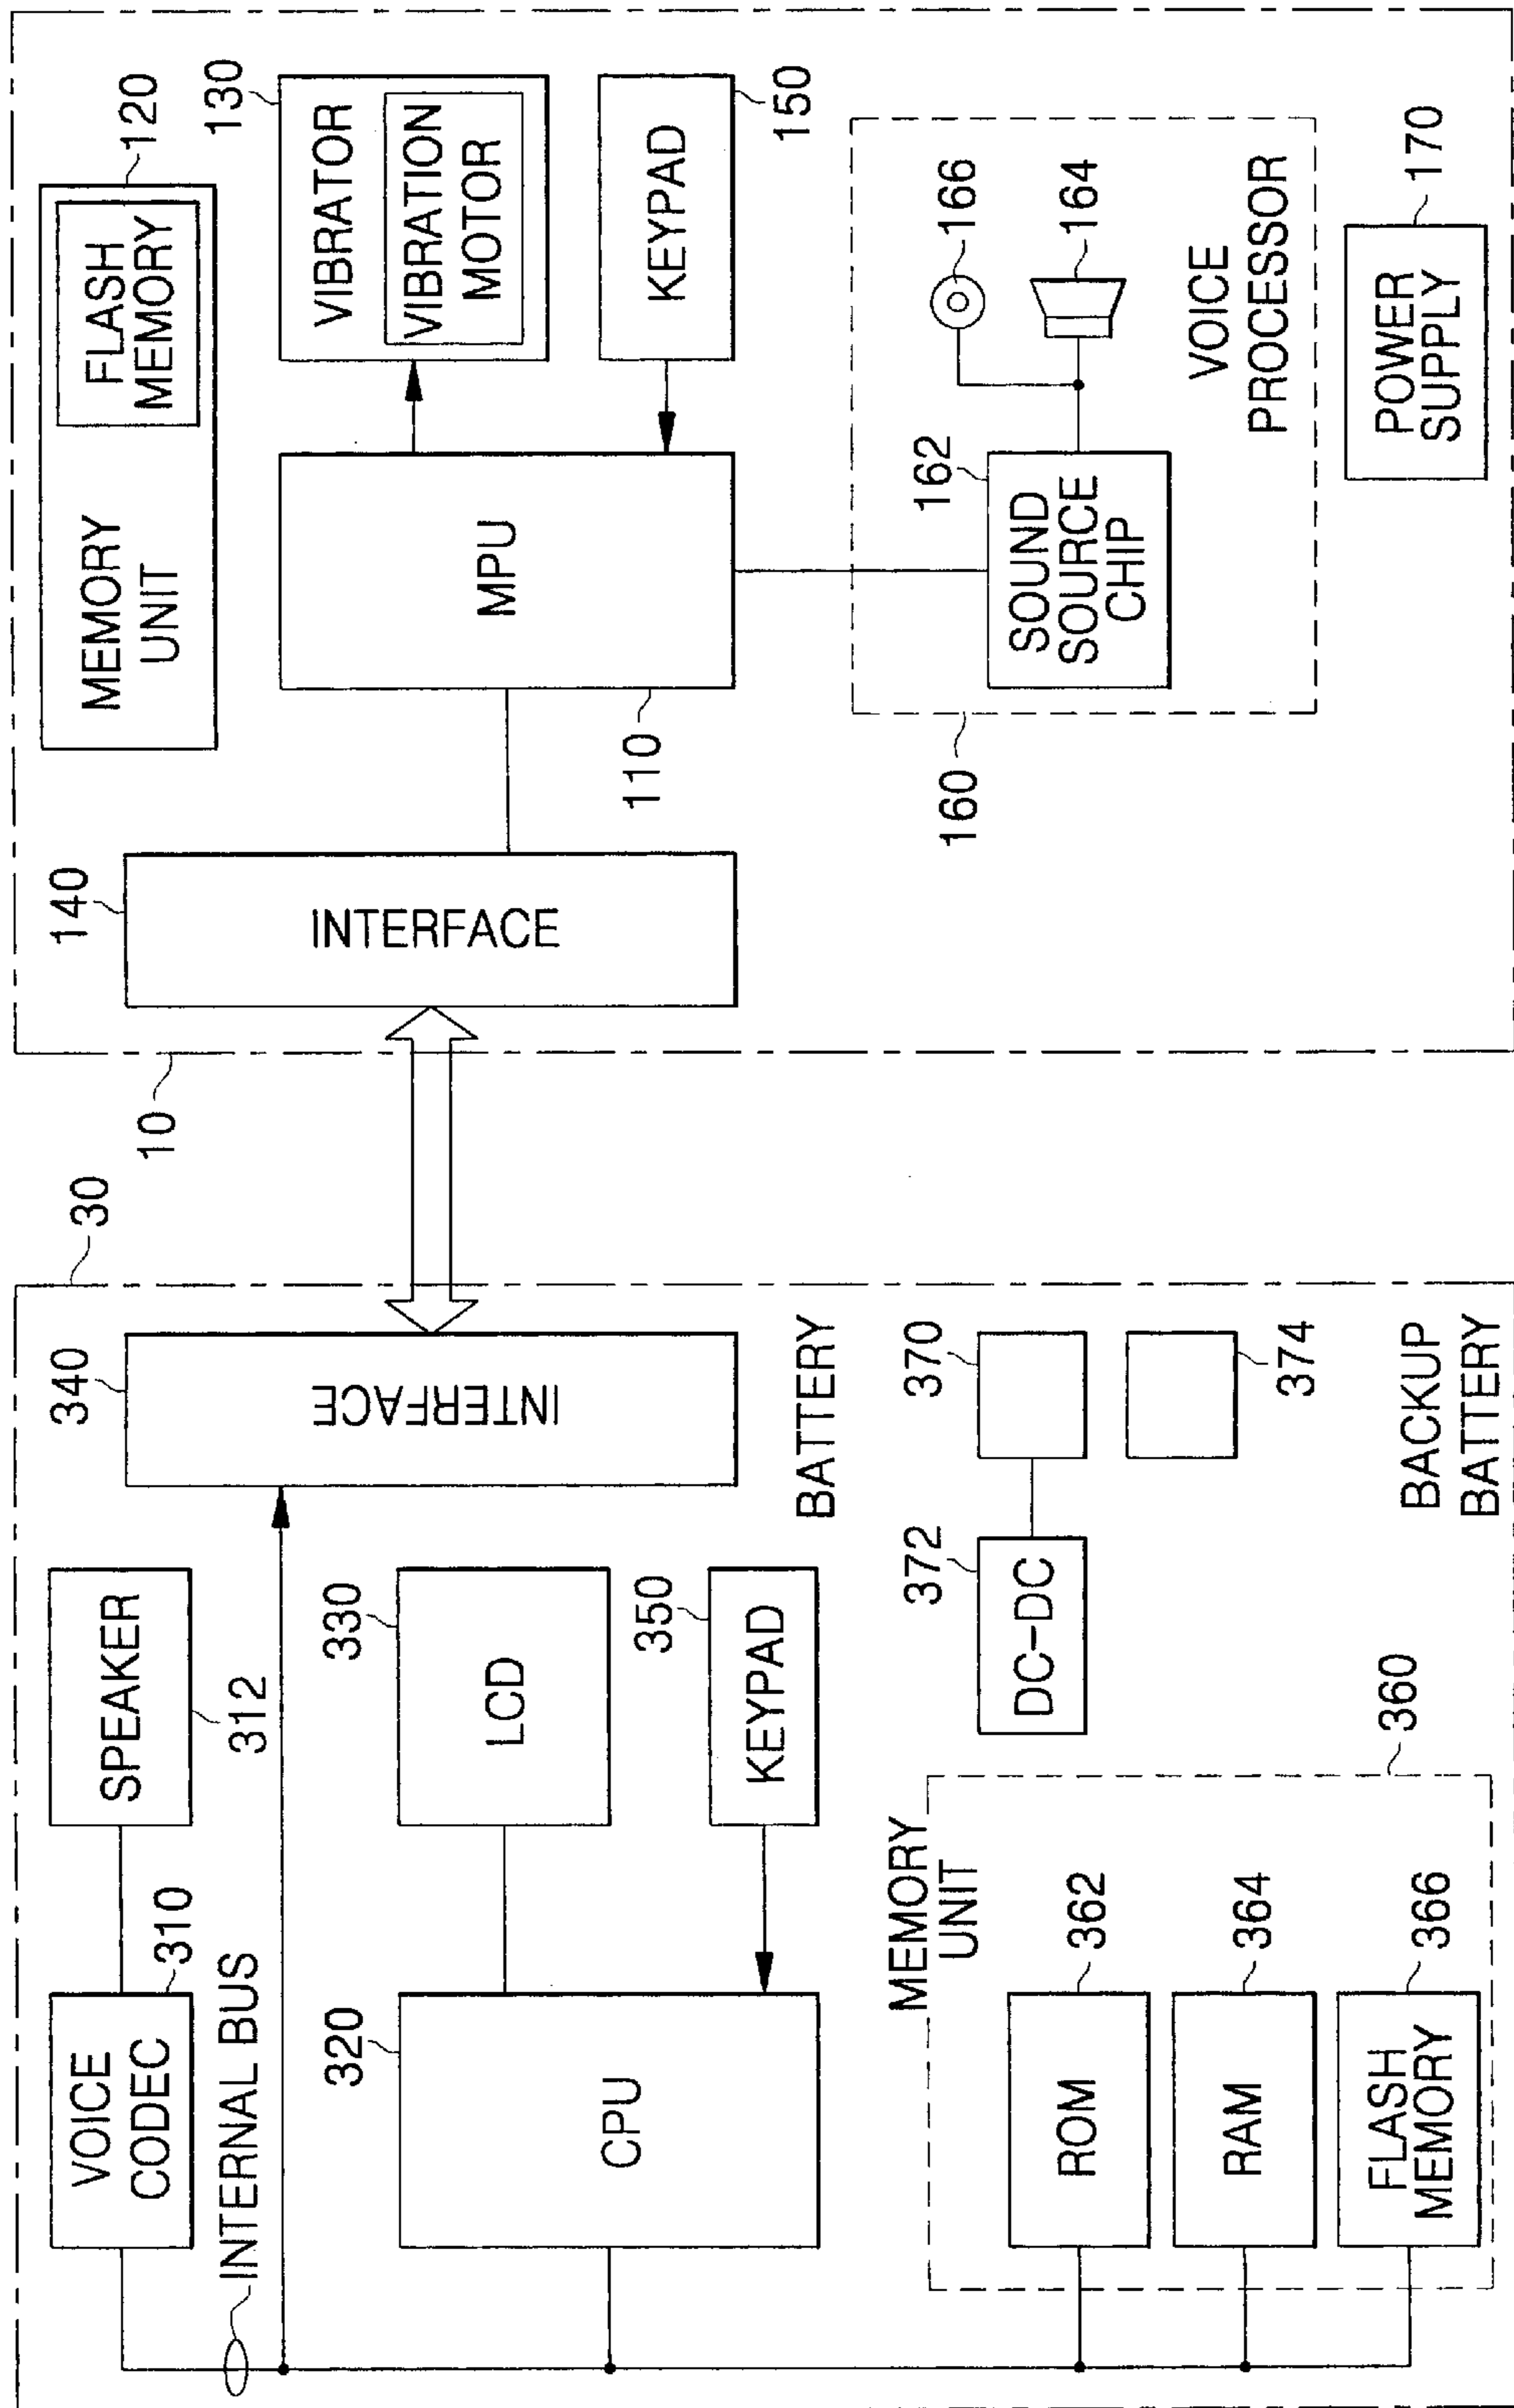 30
VOICE
CODEC
310
SPEAKER
312
INTERNAL BUS
340
INTERFACE
320
CPU
330
LCD
350
KEYPAD
BATTERY
MEMORY
UNIT
360
ROM
362
RAM
364
FLASH
MEMORY
366
372
DC-DC
370
374
BACKUP
BATTERY
10
140
INTERFACE
MEMORY
UNIT
FLASH
MEMORY
120
110
MPU
130
VIBRATOR
VIBRATION
MOTOR
KEYPAD
150
160
162
SOUND
SOURCE
CHIP
166
164
VOICE
PROCESSOR
POWER
SUPPLY
170